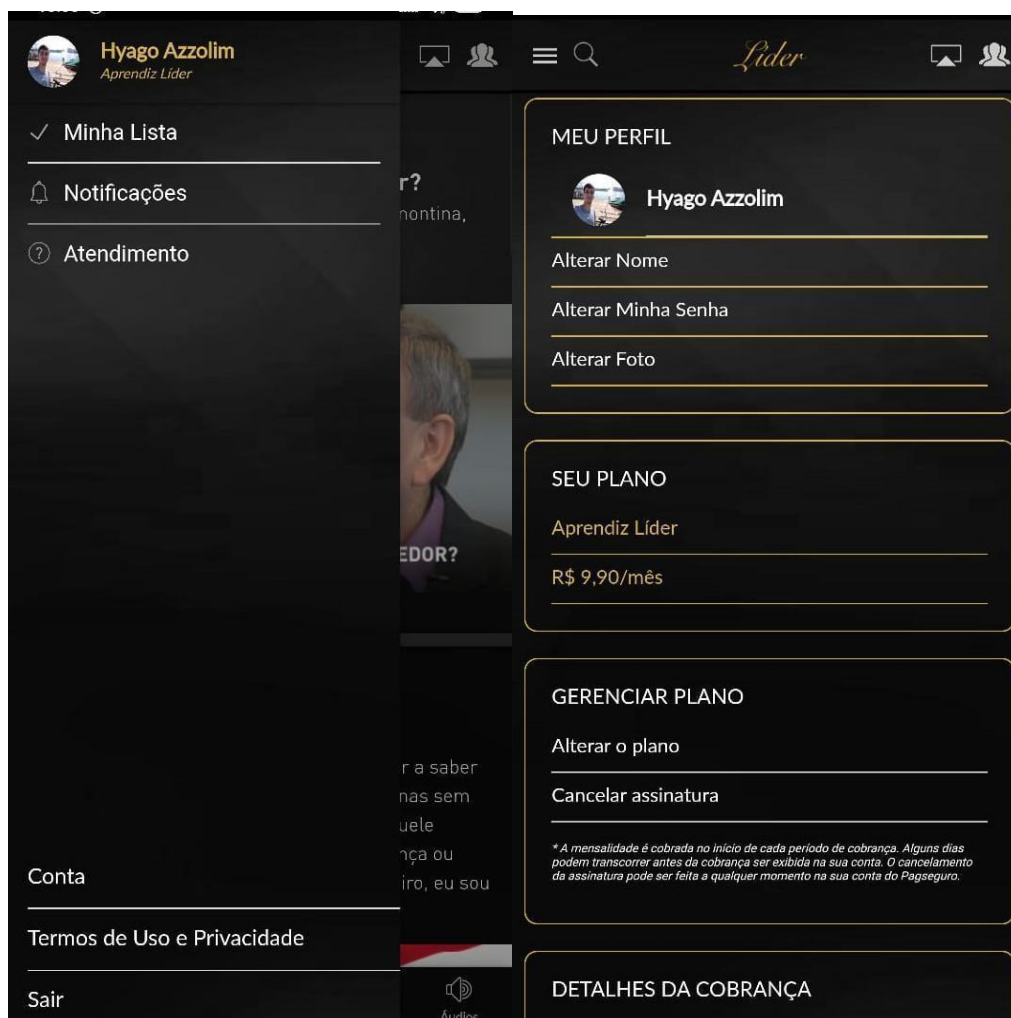 Hyago Azzolim
Aprendiz Líder
Minha Lista
Notificações
Atendimento
r?
nontina,
EDOR?
r a saber
nas sem
uele
nça ou
iro, eu sou
Conta
Termos de Uso e Privacidade
Sair
Áudios
Líder
MEU PERFIL
Hyago Azzolim
Alterar Nome
Alterar Minha Senha
Alterar Foto
SEU PLANO
Aprendiz Líder
R$ 9,90/mês
GERENCIAR PLANO
Alterar o plano
Cancelar assinatura
* A mensalidade é cobrada no início de cada período de cobrança. Alguns dias
podem transcorrer antes da cobrança ser exibida na sua conta. O cancelamento
da assinatura pode ser feita a qualquer momento na sua conta do Pagseguro.
DETALHES DA COBRANÇA